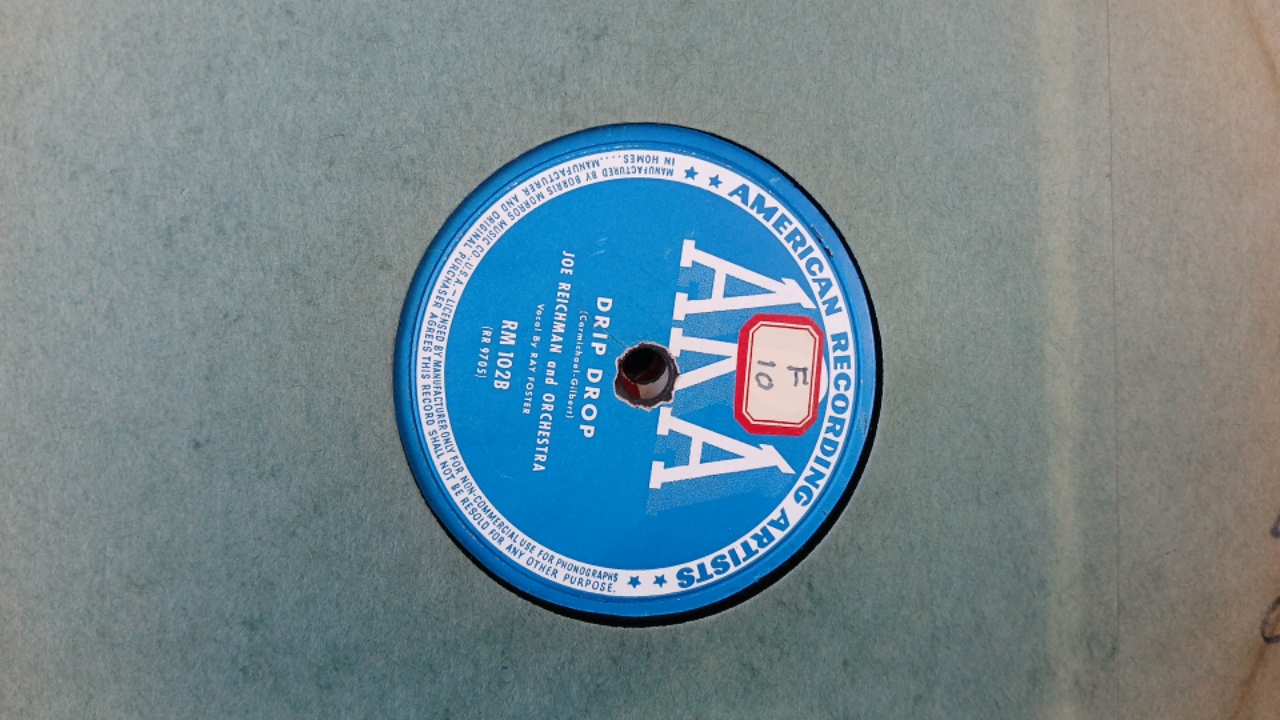 ★ ★ AMERICAN RECORDING ARTISTS ★ ★
ARA
F
10
DRIP DROP
(Carmichael-Gilbert)
JOE REICHMAN and ORCHESTRA
Vocal By RAY FOSTER
RM 102B
(RR 9705)
MANUFACTURED BY BORRIS MORROS MUSIC CO., U.S.A. — LICENSED BY MANUFACTURER ONLY FOR NON-COMMERCIAL USE FOR PHONOGRAPHS
IN HOMES.....MANUFACTURER AND ORIGINAL PURCHASER AGREES THIS RECORD SHALL NOT BE RESOLD FOR ANY OTHER PURPOSE.